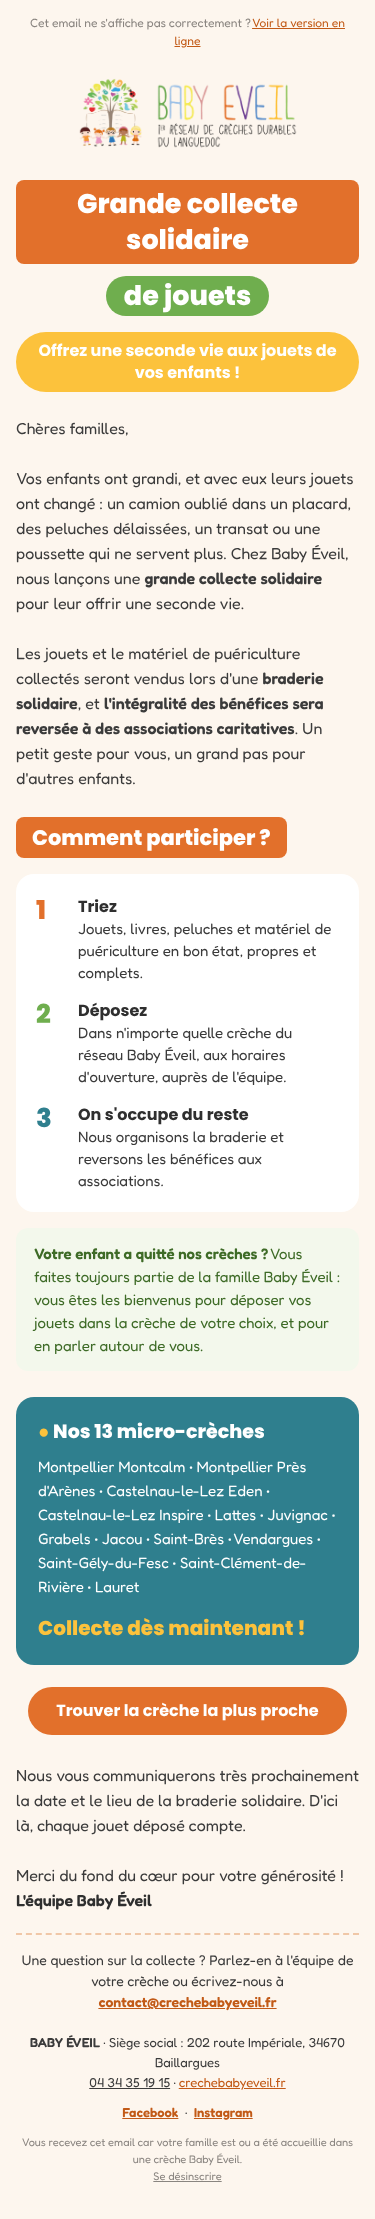 Cet email ne s'affiche pas correctement ? Voir la version en
ligne
BABY EVEIL
1ER RÉSEAU DE CRÈCHES DURABLES
DU LANGUEDOC
Grande collecte
solidaire
de jouets
Offrez une seconde vie aux jouets de
vos enfants !
Chères familles,
Vos enfants ont grandi, et avec eux leurs jouets
ont changé : un camion oublié dans un placard,
des peluches délaissées, un transat ou une
poussette qui ne servent plus. Chez Baby Éveil,
nous lançons une grande collecte solidaire
pour leur offrir une seconde vie.
Les jouets et le matériel de puériculture
collectés seront vendus lors d'une braderie
solidaire, et l'intégralité des bénéfices sera
reversée à des associations caritatives. Un
petit geste pour vous, un grand pas pour
d'autres enfants.
Comment participer ?
1 Triez
Jouets, livres, peluches et matériel de
puériculture en bon état, propres et
complets.
2 Déposez
Dans n'importe quelle crèche du
réseau Baby Éveil, aux horaires
d'ouverture, auprès de l'équipe.
3 On s'occupe du reste
Nous organisons la braderie et
reversons les bénéfices aux
associations.
Votre enfant a quitté nos crèches ? Vous
faites toujours partie de la famille Baby Éveil :
vous êtes les bienvenus pour déposer vos
jouets dans la crèche de votre choix, et pour
en parler autour de vous.
● Nos 13 micro-crèches
Montpellier Montcalm • Montpellier Près
d'Arènes • Castelnau-le-Lez Eden •
Castelnau-le-Lez Inspire • Lattes • Juvignac •
Grabels • Jacou • Saint-Brès • Vendargues •
Saint-Gély-du-Fesc • Saint-Clément-de-
Rivière • Lauret
Collecte dès maintenant !
Trouver la crèche la plus proche
Nous vous communiquerons très prochainement
la date et le lieu de la braderie solidaire. D'ici
là, chaque jouet déposé compte.
Merci du fond du cœur pour votre générosité !
L'équipe Baby Éveil
Une question sur la collecte ? Parlez-en à l'équipe de
votre crèche ou écrivez-nous à
contact@crechebabyeveil.fr
BABY ÉVEIL · Siège social : 202 route Impériale, 34670
Baillargues
04 34 35 19 15 · crechebabyeveil.fr
Facebook · Instagram
Vous recevez cet email car votre famille est ou a été accueillie dans
une crèche Baby Éveil.
Se désinscrire